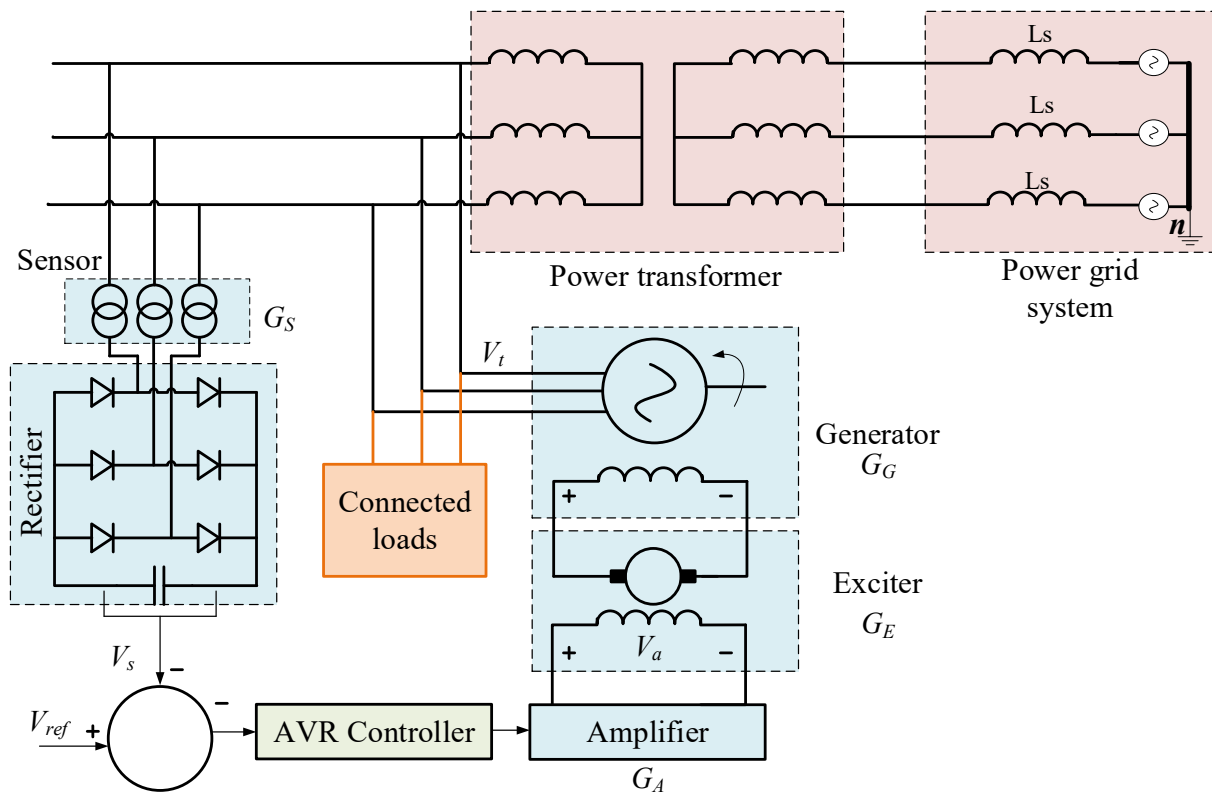 Ls
Ls
Ls
n
Power transformer
Power grid
system
Sensor
G_S
Rectifier
V_t
Generator
G_G
+ −
Connected
loads
Exciter
G_E
V_a
+ −
V_s
−
V_ref
+
−
AVR Controller
Amplifier
G_A